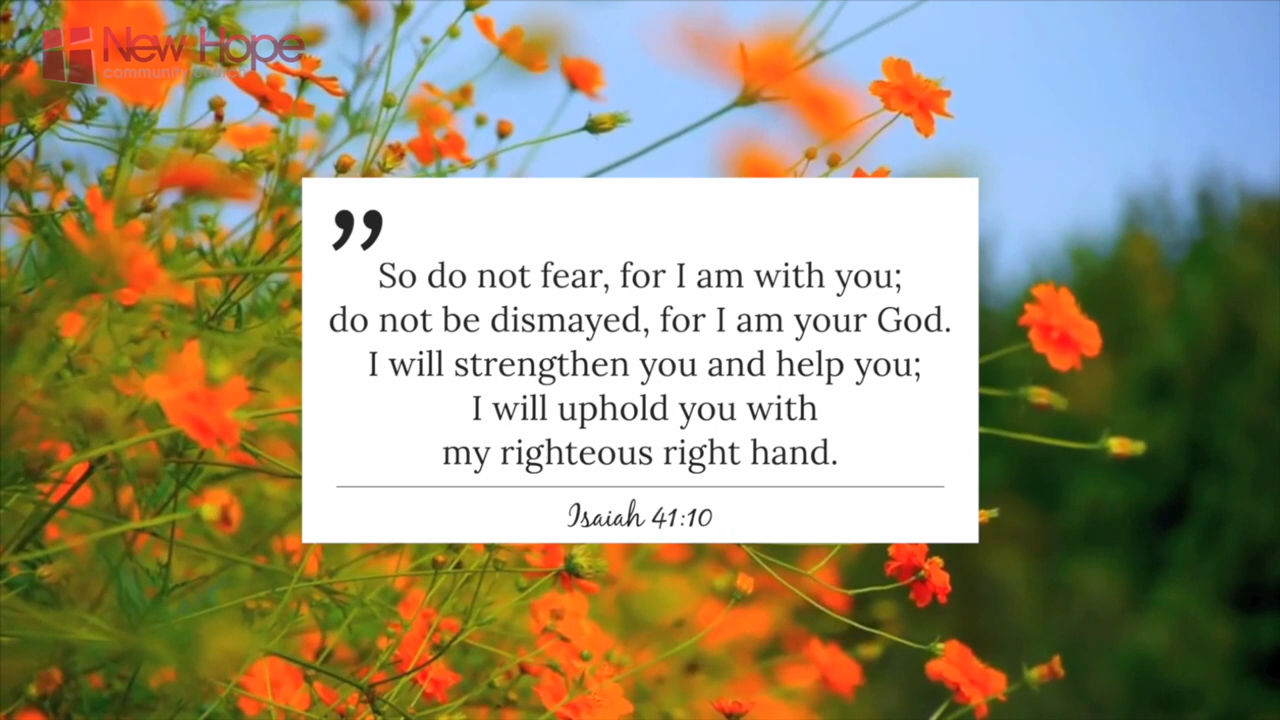 New Hope
community church
”
So do not fear, for I am with you;
do not be dismayed, for I am your God.
I will strengthen you and help you;
I will uphold you with
my righteous right hand.
Isaiah 41:10